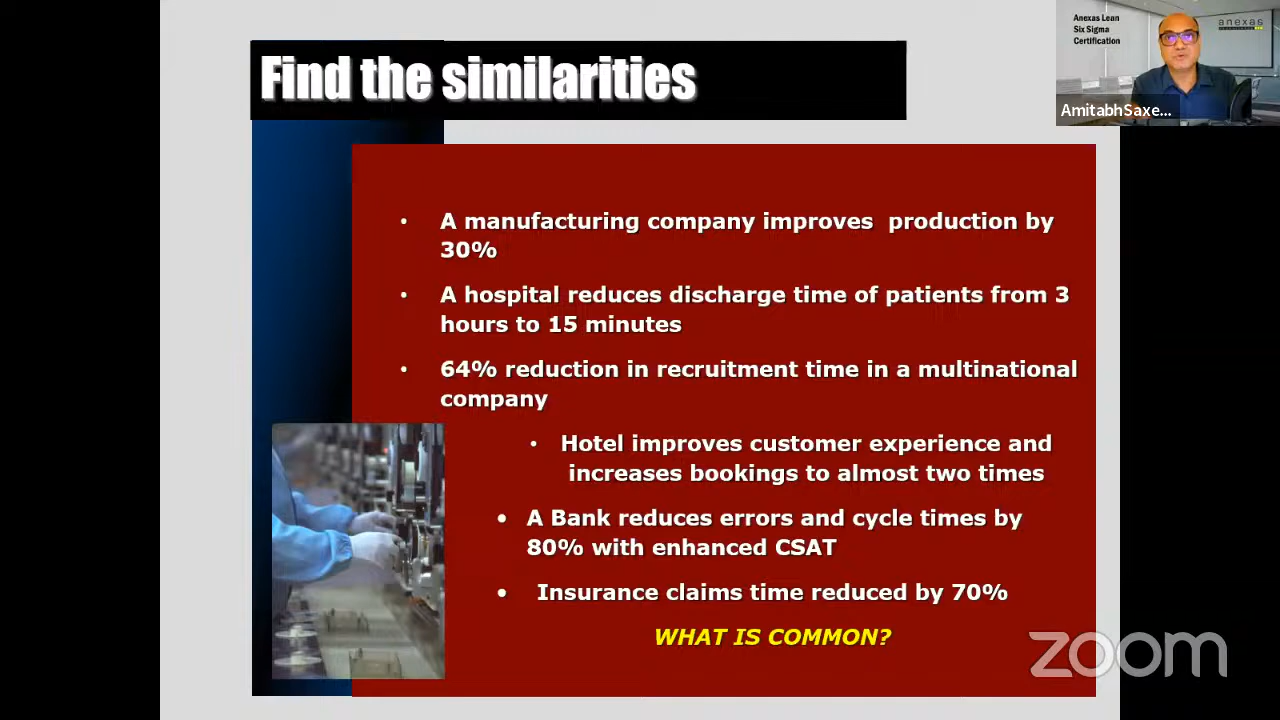 Find the similarities
• A manufacturing company improves production by
30%
• A hospital reduces discharge time of patients from 3
hours to 15 minutes
• 64% reduction in recruitment time in a multinational
company
• Hotel improves customer experience and
increases bookings to almost two times
• A Bank reduces errors and cycle times by
80% with enhanced CSAT
• Insurance claims time reduced by 70%
WHAT IS COMMON?
Anexas Lean
Six Sigma
Certification
anexas
AmitabhSaxe...
zoom